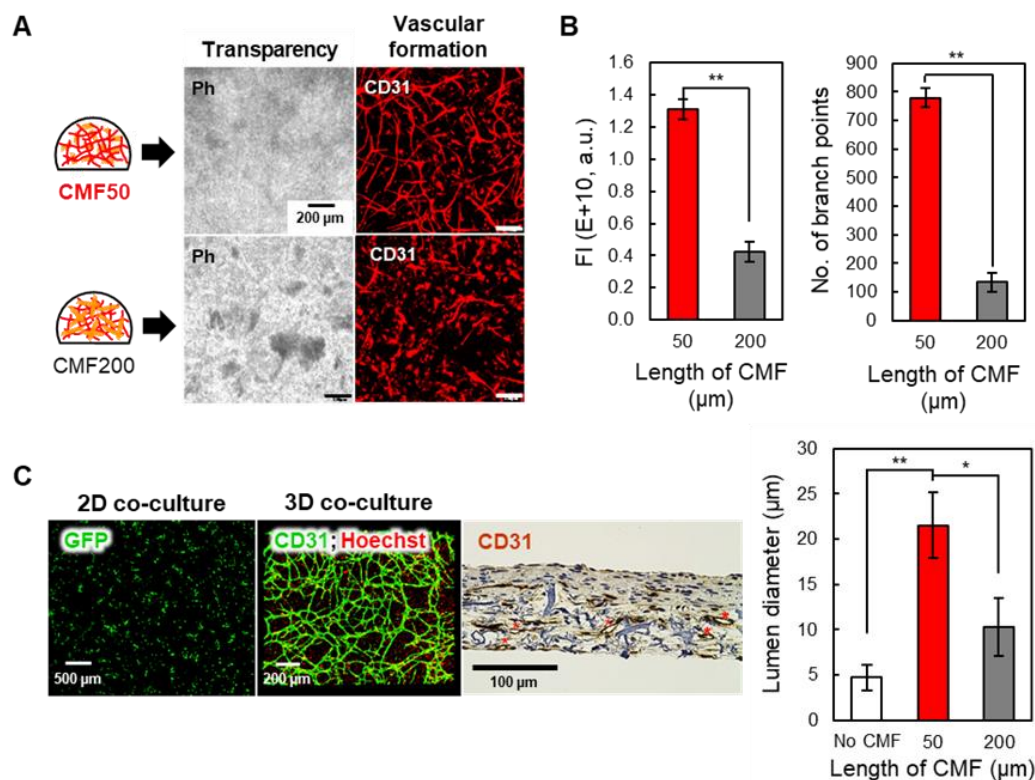 A
Transparency
Vascular
formation
Ph
CD31
CMF50
200 µm
Ph
CD31
CMF200
B
FI (E+10, a.u.)
1.6
1.4
1.2
1.0
0.8
0.6
0.4
0.2
0.0
**
50
200
Length of CMF
(µm)
No. of branch points
900
800
700
600
500
400
300
200
100
0
**
50
200
Length of CMF
(µm)
C
2D co-culture
GFP
500 µm
3D co-culture
CD31;Hoechst
200 µm
CD31
*
*
*
*
100 µm
Lumen diameter (µm)
30
25
20
15
10
5
0
**
*
No CMF
50
200
Length of CMF (µm)